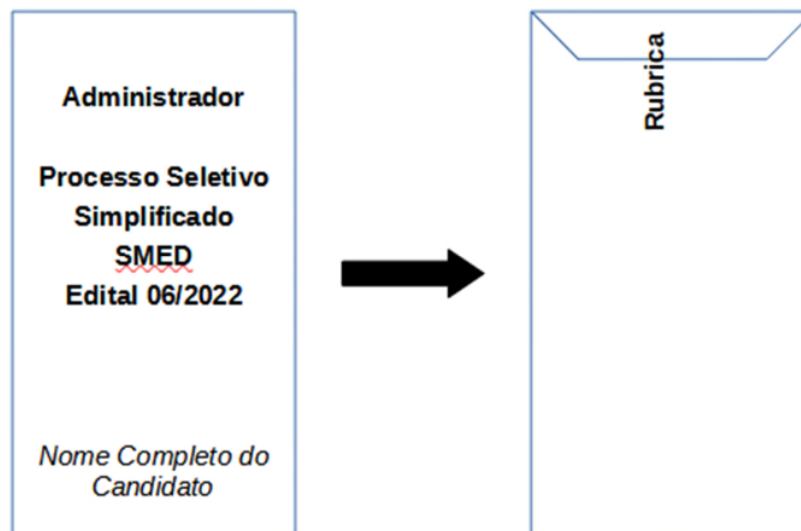 Administrador
Processo Seletivo
Simplificado
SMED
Edital 06/2022
Nome Completo do
Candidato
Rubrica